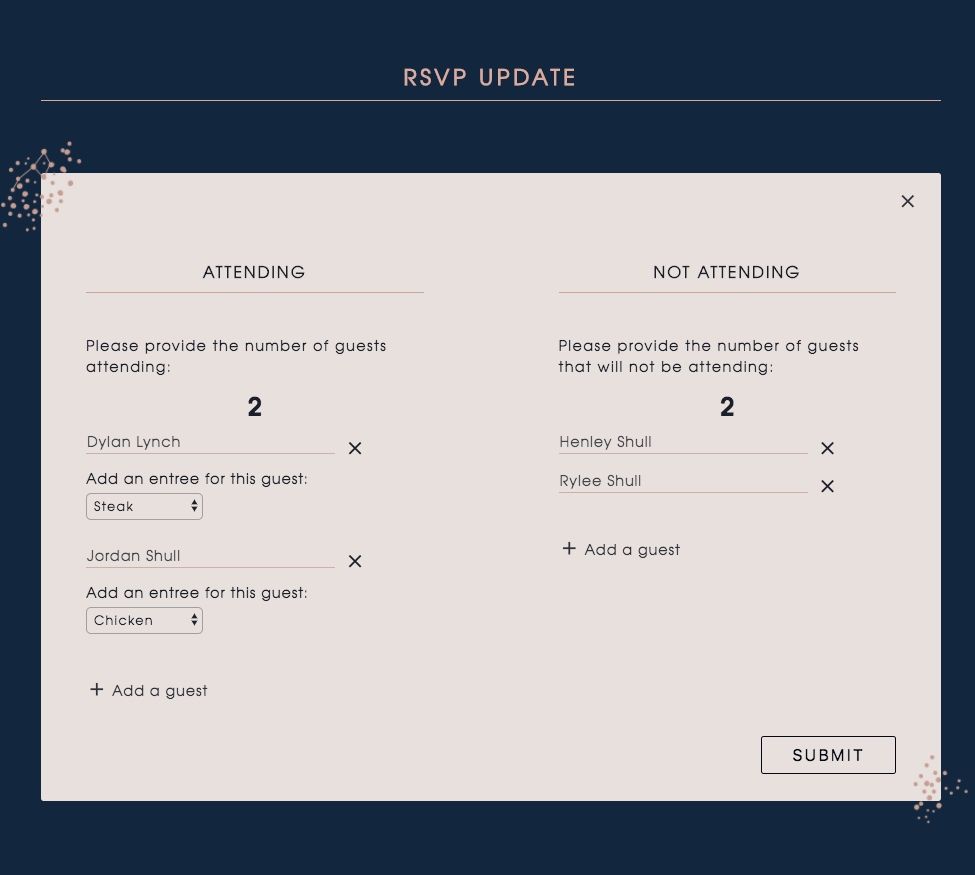 RSVP UPDATE
ATTENDING
Please provide the number of guests
attending:
2
Dylan Lynch
Add an entree for this guest:
Steak
Jordan Shull
Add an entree for this guest:
Chicken
+ Add a guest
NOT ATTENDING
Please provide the number of guests
that will not be attending:
2
Henley Shull
Rylee Shull
+ Add a guest
SUBMIT